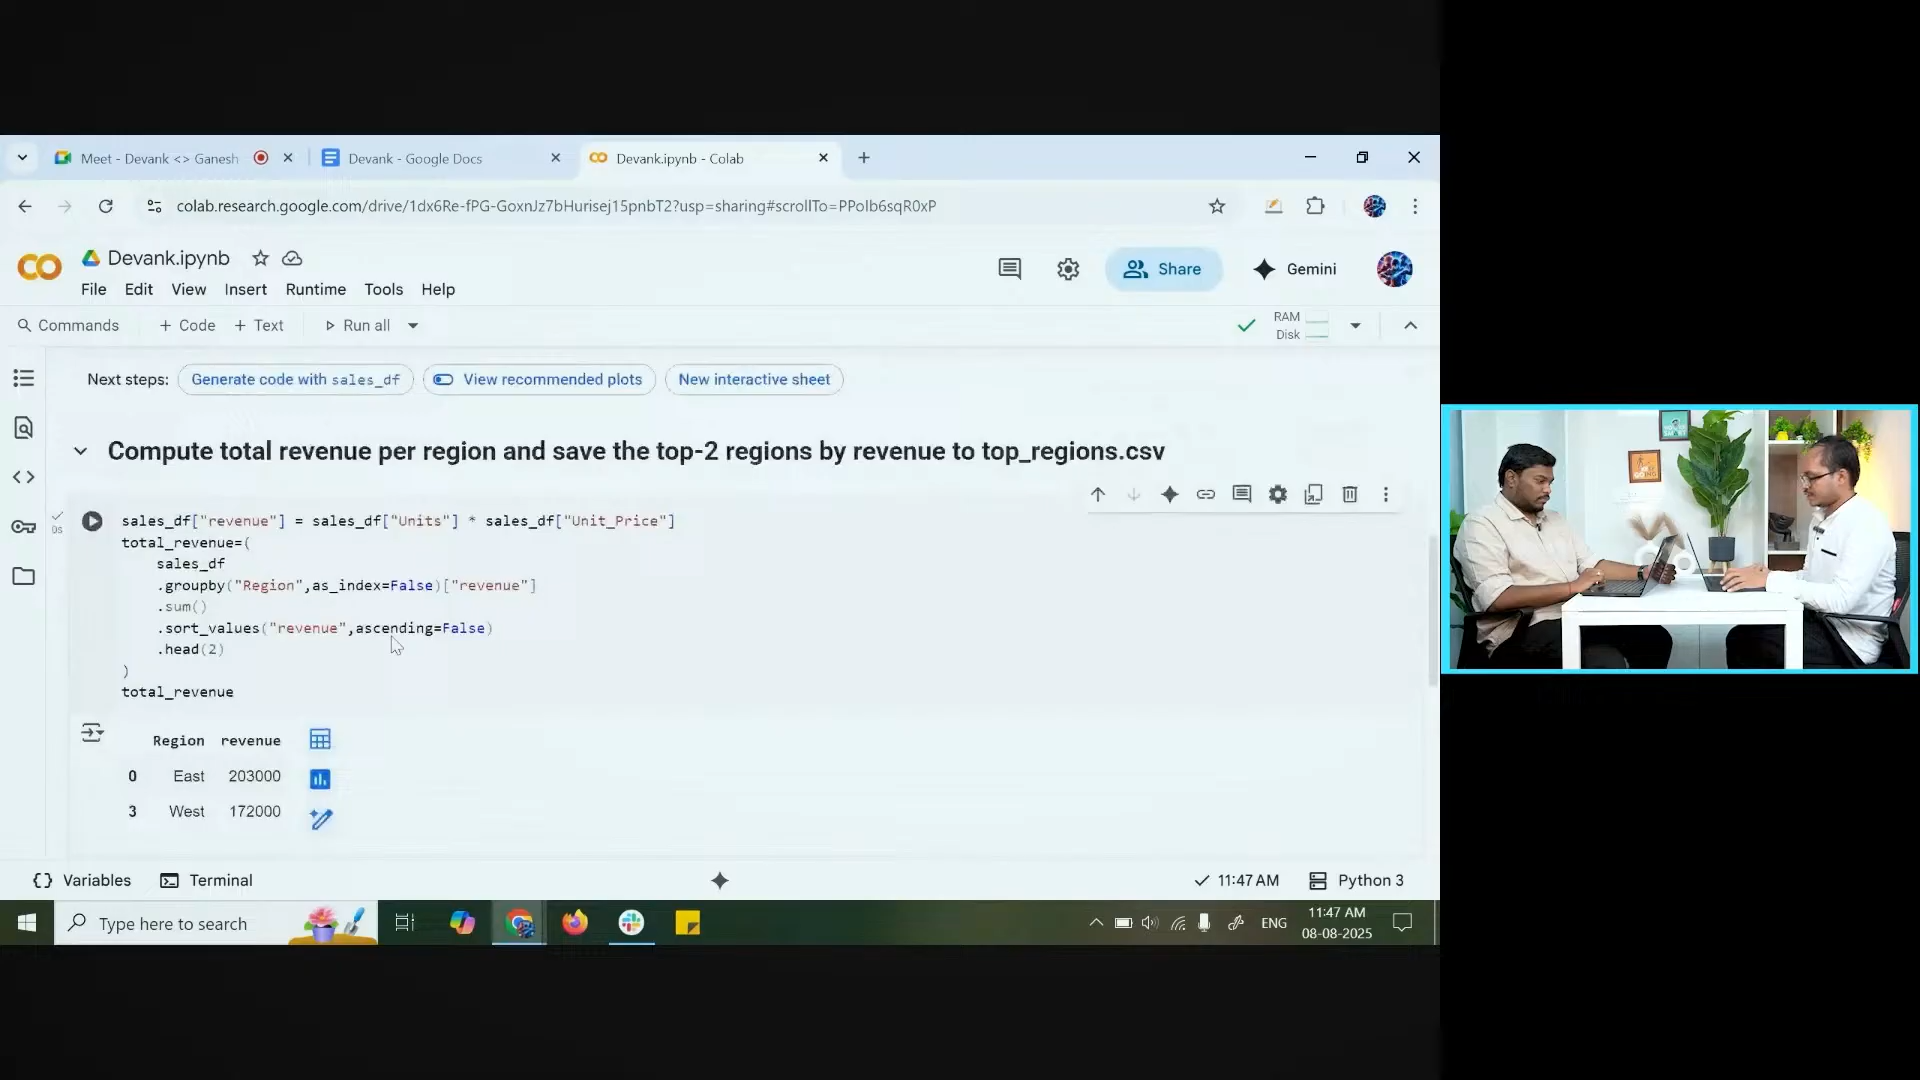 Meet - Devank <> Ganesh
Devank - Google Docs
Devank.ipynb - Colab
colab.research.google.com/drive/1dx6Re-fPG-GoxnJz7bHurisej15pnbT2?usp=sharing#scrollTo=PPoIb6sqR0xP
Devank.ipynb
File Edit View Insert Runtime Tools Help
Share
Gemini
Commands + Code + Text Run all
RAM
Disk
Next steps: Generate code with sales_df View recommended plots New interactive sheet
Compute total revenue per region and save the top-2 regions by revenue to top_regions.csv
0s
sales_df["revenue"] = sales_df["Units"] * sales_df["Unit_Price"]
total_revenue=(
sales_df
.groupby("Region",as_index=False)["revenue"]
.sum()
.sort_values("revenue",ascending=False)
.head(2)
)
total_revenue
Region revenue
0 East 203000
3 West 172000
{} Variables Terminal
11:47 AM Python 3
Type here to search
ENG
11:47 AM
08-08-2025